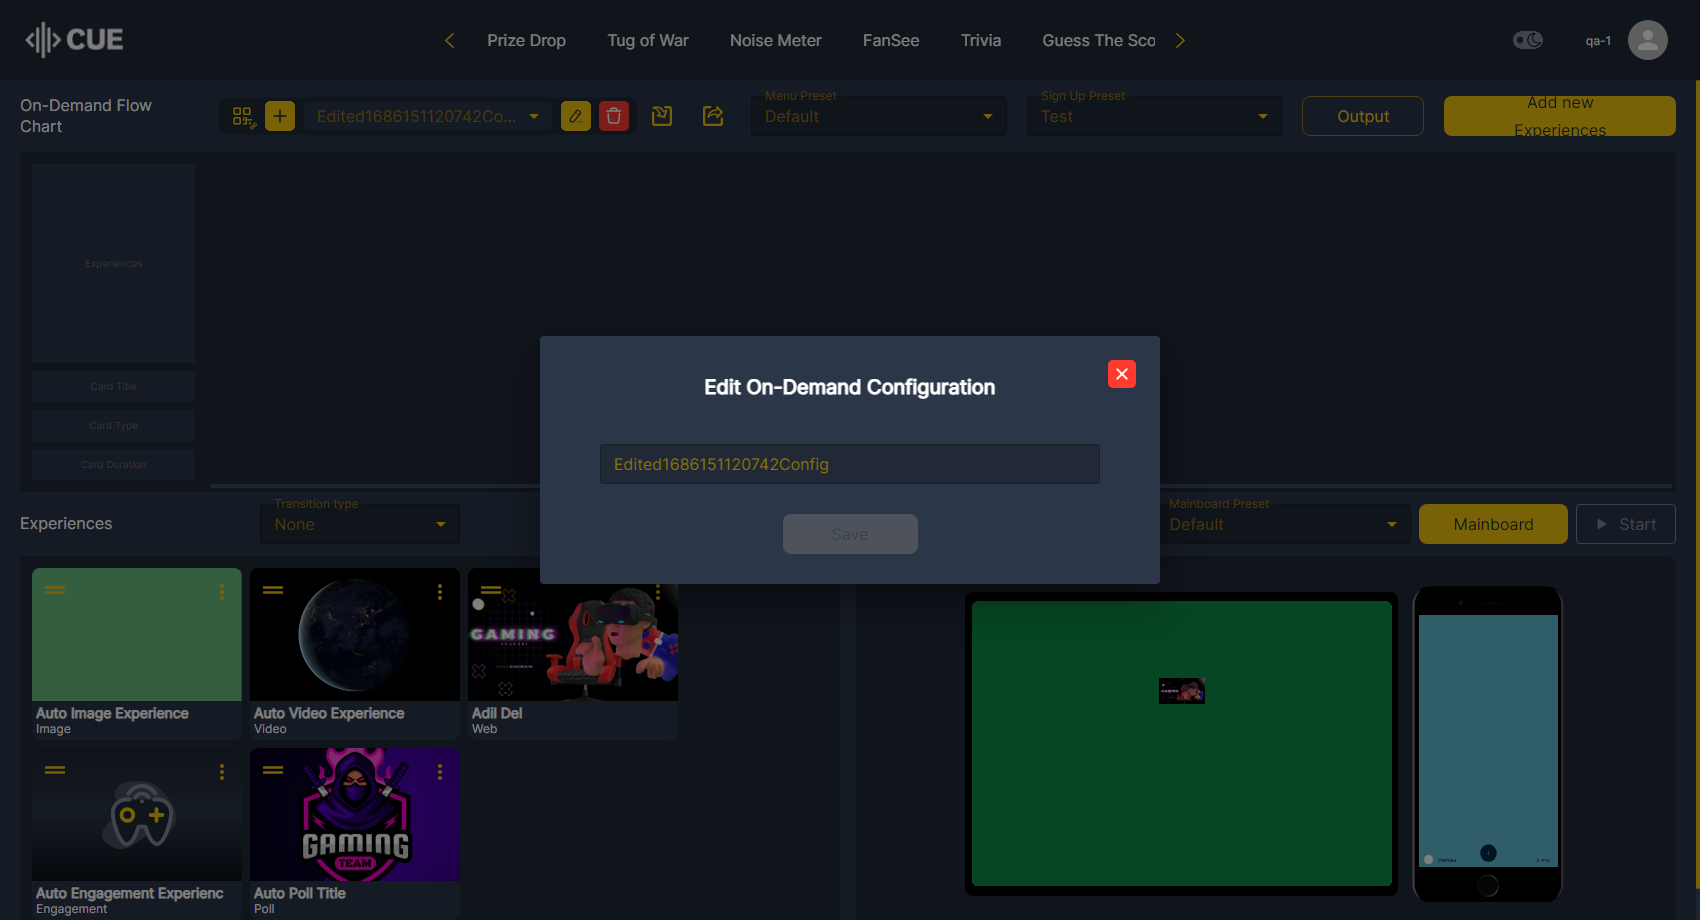 CUE
Prize Drop
Tug of War
Noise Meter
FanSee
Trivia
Guess The Sco
qa-1
On-Demand Flow
Chart
Edited1686151120742Co...
Menu Preset
Default
Sign Up Preset
Test
Output
Add new
Experiences
Experiences
Card Title
Card Type
Card Duration
Edit On-Demand Configuration
Edited1686151120742Config
Save
Experiences
Transition type
None
Mainboard Preset
Default
Mainboard
Start
GAMING
Auto Image Experience
Image
Auto Video Experience
Video
Adil Del
Web
GAMING
TEAM
PREVIEW
0 PTS
Auto Engagement Experienc
Engagement
Auto Poll Title
Poll